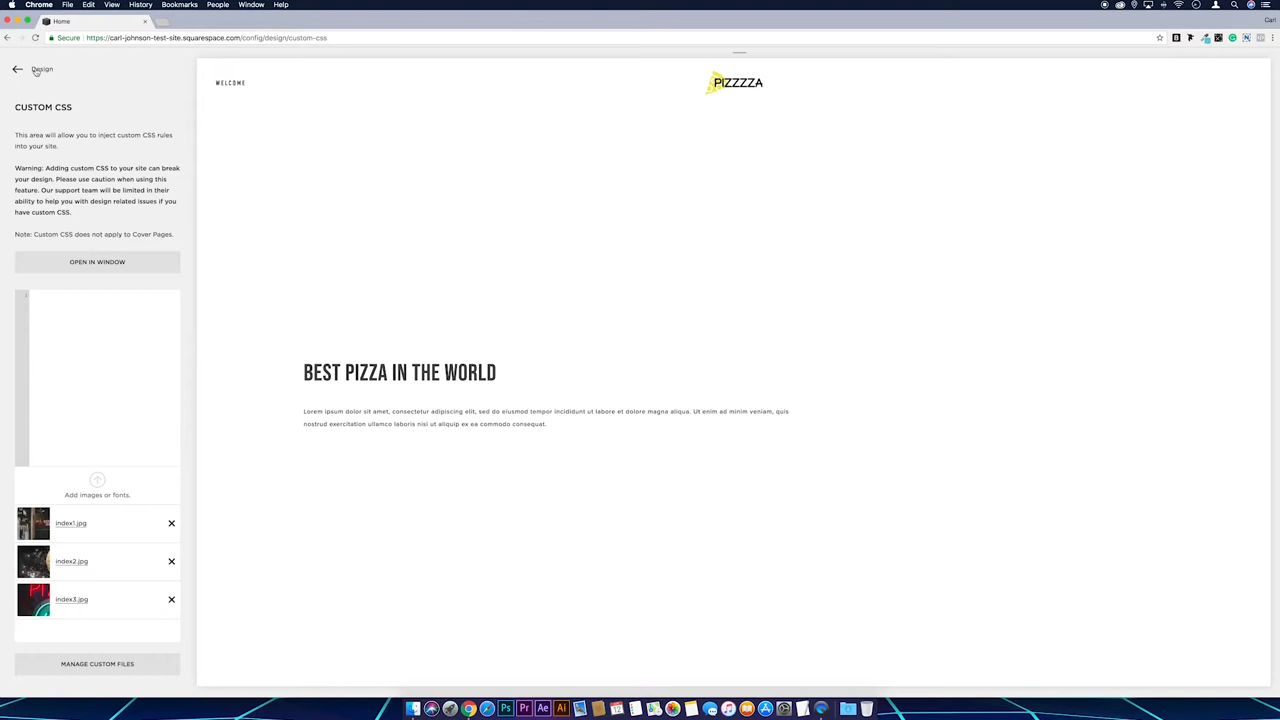 Chrome File Edit View History Bookmarks People Window Help
Home
Carl
Secure https://carl-johnson-test-site.squarespace.com/config/design/custom-css
Design
CUSTOM CSS
This area will allow you to inject custom CSS rules
into your site.
Warning: Adding custom CSS to your site can break
your design. Please use caution when using this
feature. Our support team will be limited in their
ability to help you with design related issues if you
have custom CSS.
Note: Custom CSS does not apply to Cover Pages.
OPEN IN WINDOW
1
Add images or fonts.
index1.jpg
index2.jpg
index3.jpg
MANAGE CUSTOM FILES
WELCOME
PIZZZZA
BEST PIZZA IN THE WORLD
Lorem ipsum dolor sit amet, consectetur adipiscing elit, sed do eiusmod tempor incididunt ut labore et dolore magna aliqua. Ut enim ad minim veniam, quis
nostrud exercitation ullamco laboris nisi ut aliquip ex ea commodo consequat.
Ps Pr Ae Ai